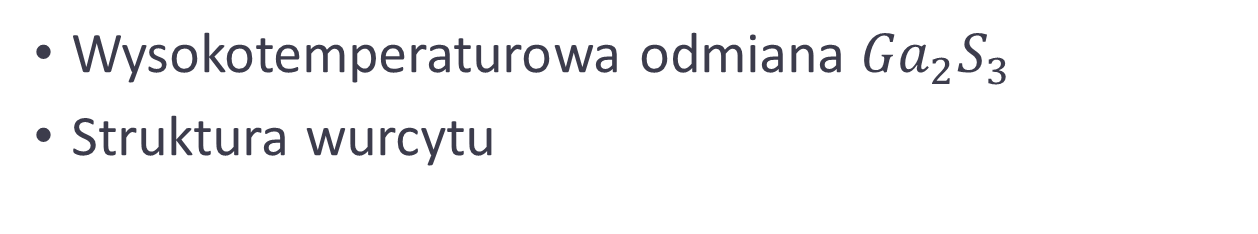 • Wysokotemperaturowa odmiana Ga₂S₃
• Struktura wurcytu